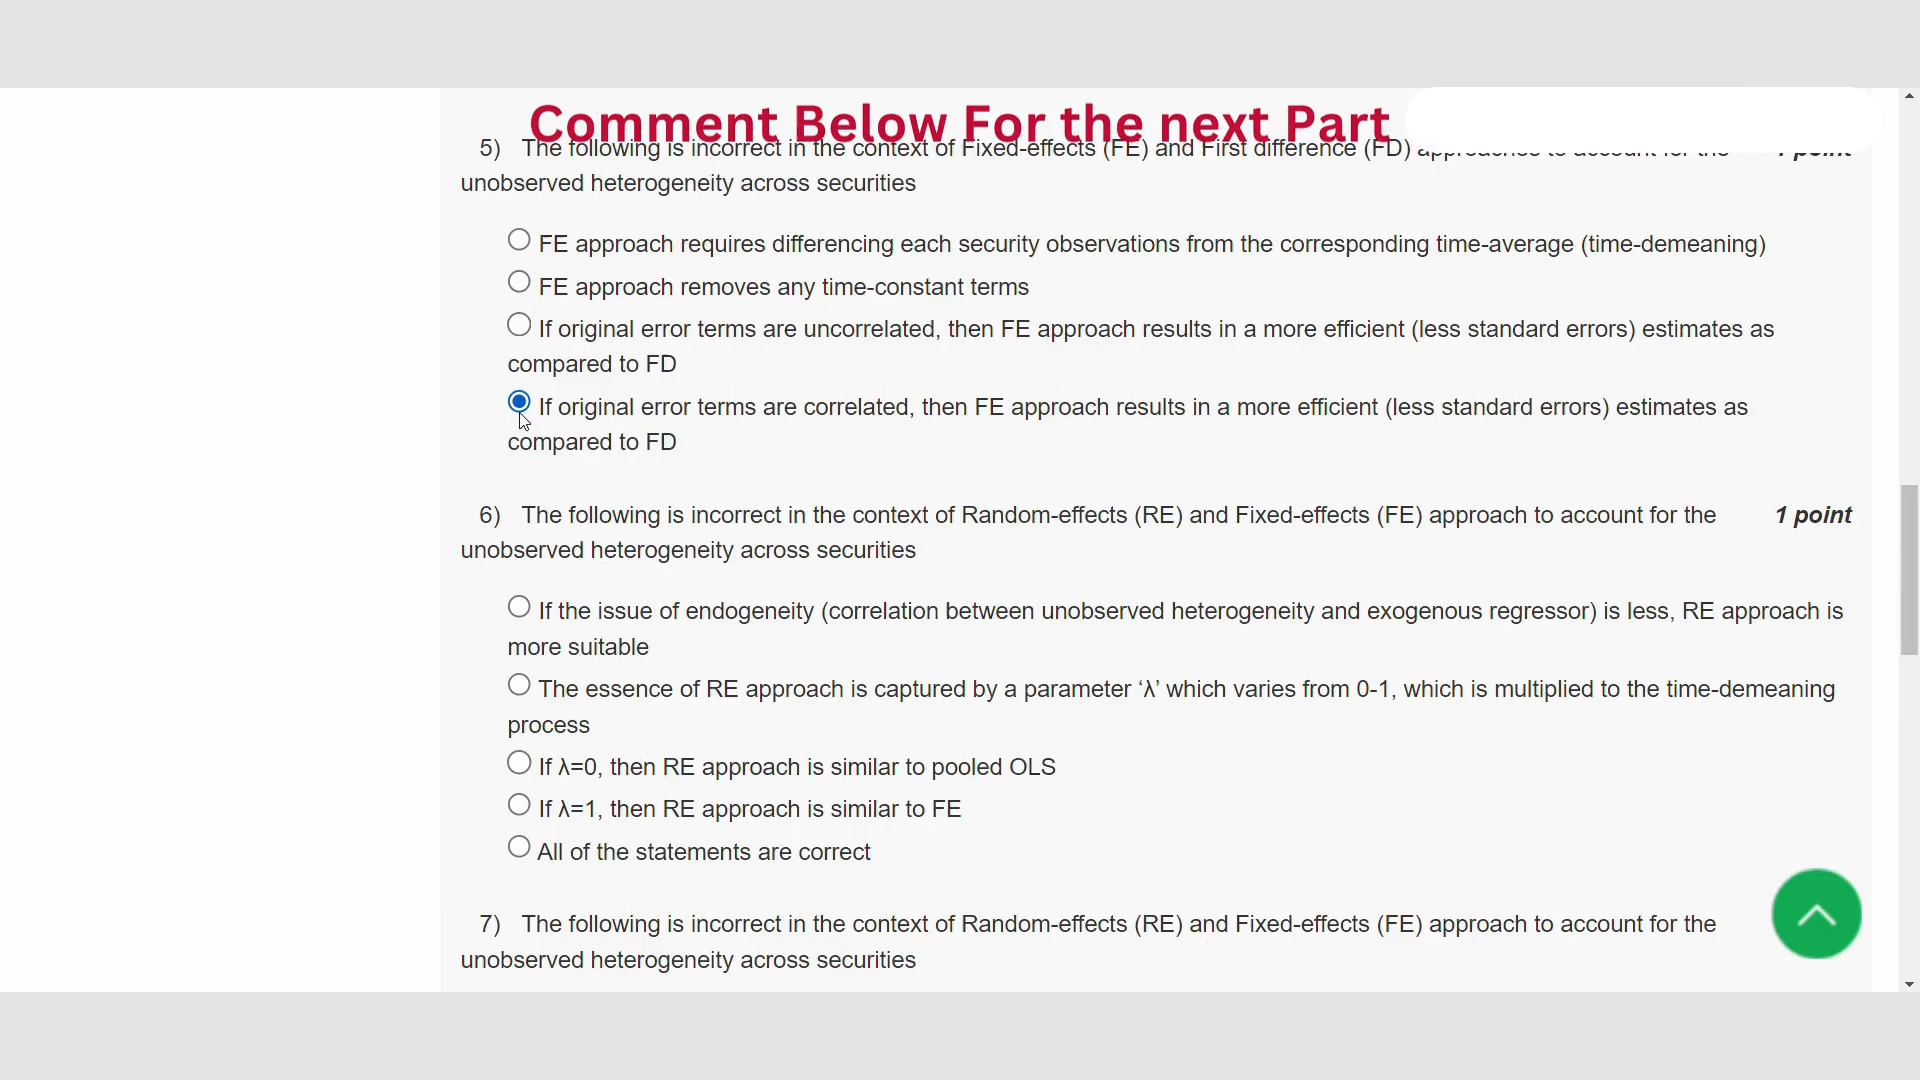 Comment Below For the next Part
5) The following is incorrect in the context of Fixed-effects (FE) and First difference (FD) approaches to account for the 1 point
unobserved heterogeneity across securities
FE approach requires differencing each security observations from the corresponding time-average (time-demeaning)
FE approach removes any time-constant terms
If original error terms are uncorrelated, then FE approach results in a more efficient (less standard errors) estimates as
compared to FD
If original error terms are correlated, then FE approach results in a more efficient (less standard errors) estimates as
compared to FD
6) The following is incorrect in the context of Random-effects (RE) and Fixed-effects (FE) approach to account for the 1 point
unobserved heterogeneity across securities
If the issue of endogeneity (correlation between unobserved heterogeneity and exogenous regressor) is less, RE approach is
more suitable
The essence of RE approach is captured by a parameter ‘λ’ which varies from 0-1, which is multiplied to the time-demeaning
process
If λ=0, then RE approach is similar to pooled OLS
If λ=1, then RE approach is similar to FE
All of the statements are correct
7) The following is incorrect in the context of Random-effects (RE) and Fixed-effects (FE) approach to account for the
unobserved heterogeneity across securities